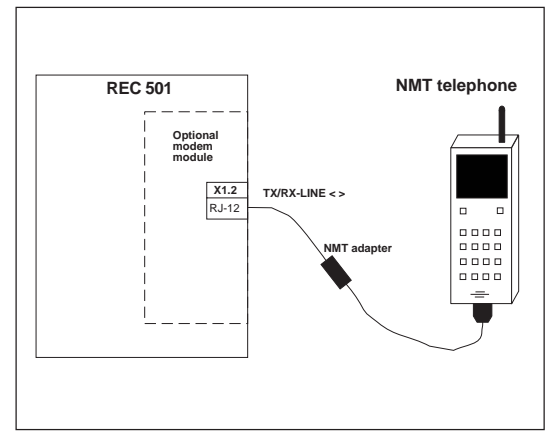 REC 501
NMT telephone
Optional
modem
module
X1.2
TX/RX-LINE < >
RJ-12
NMT adapter